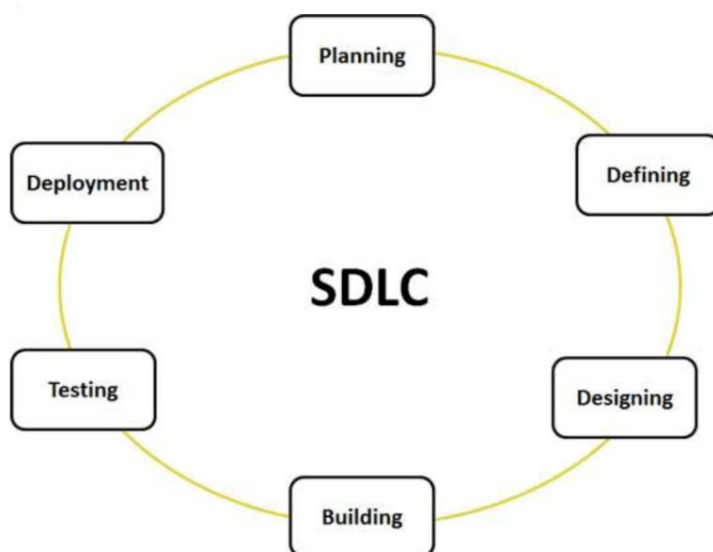 Planning
Defining
Designing
Building
Testing
Deployment
SDLC